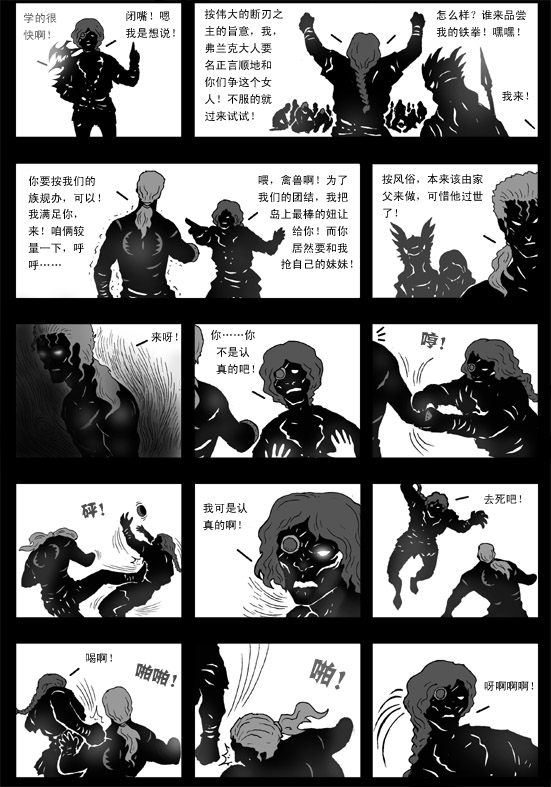 学的很
快啊！
闭嘴！嗯
我是想说！
按伟大的断刃之
主的旨意，我，
弗兰克大人要
名正言顺地和
你们争这个女
人！不服的就
过来试试！
怎么样？谁来品尝
我的铁拳！嘿嘿！
我来！
你要按我们的
族规办，可以！
我满足你，
来！咱俩较
量一下，呼
呼……
喂，禽兽啊！为了
我们的团结，我把
岛上最棒的妞让
给你！而你
居然要和我
抢自己的妹妹！
按风俗，本来该由家
父来做，可惜他过世
了！
来呀！
你……你
不是认
真的吧！
哼！
砰！
我可是认
真的啊！
去死吧！
喝啊！
啪啪！
啪！
呀啊啊啊！